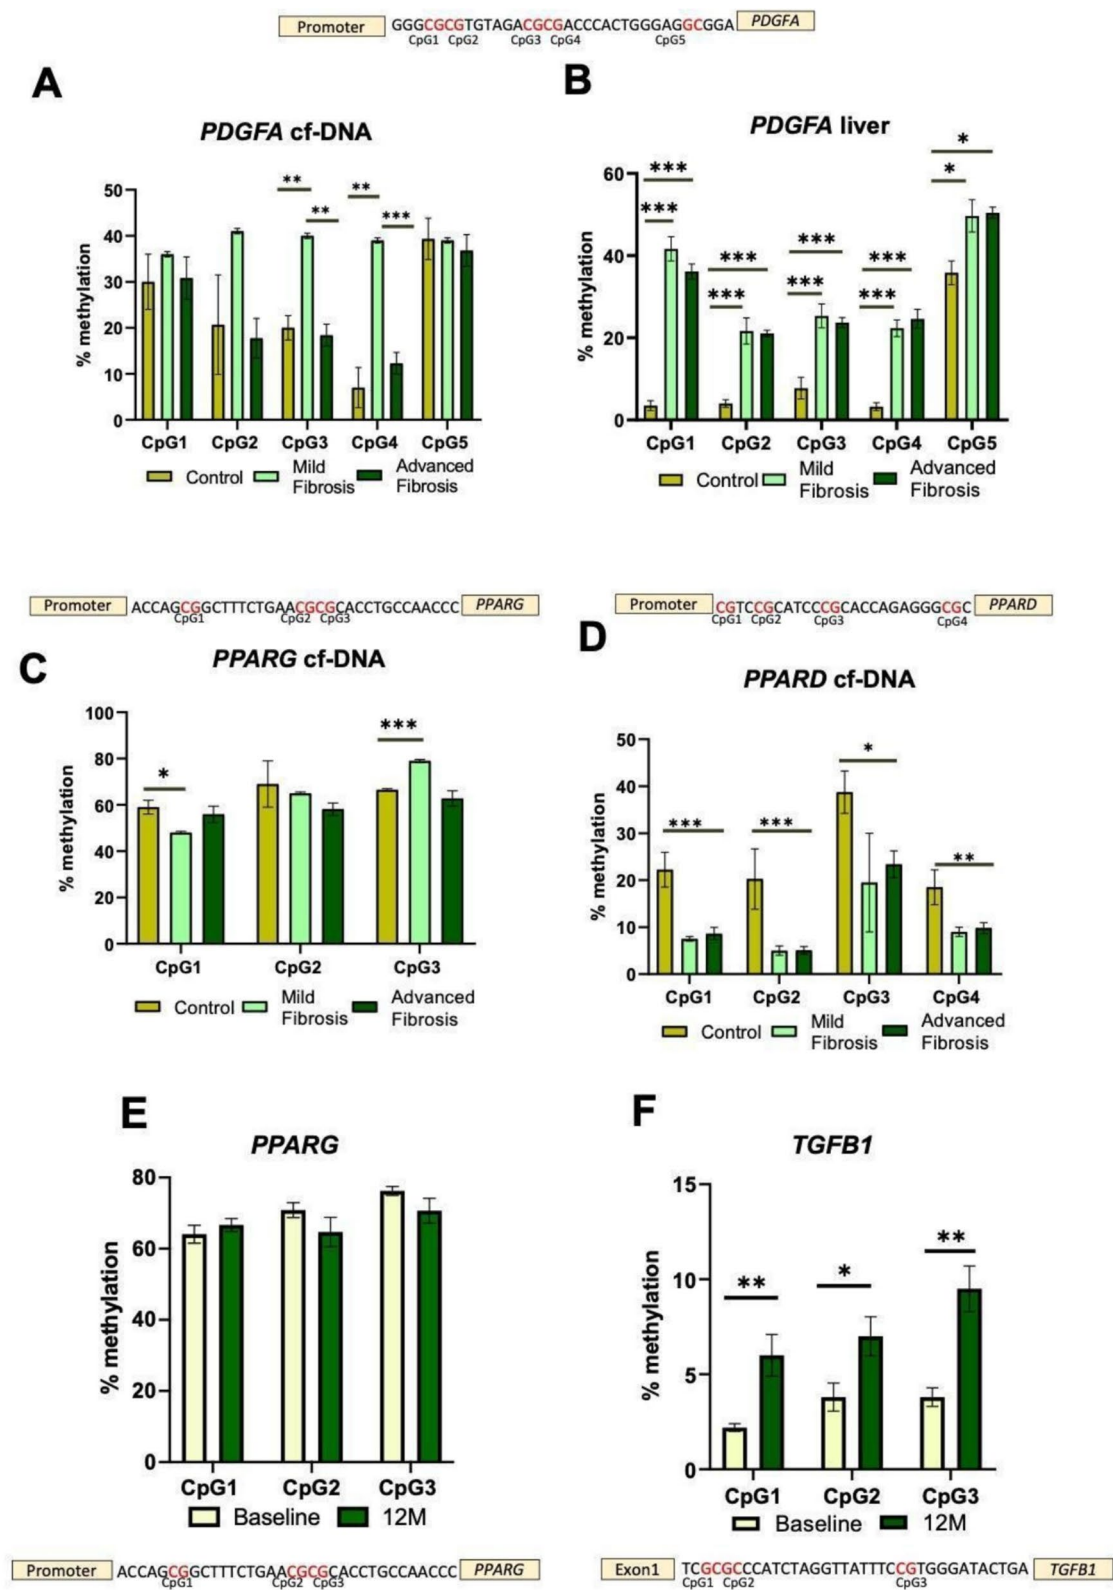 Promoter GGGCGCGTGTAGACGCGACCCACTGGGAGGCGGA PDGFA
CpG1 CpG2 CpG3 CpG4 CpG5
A
PDGFA cf-DNA
** ** ** ***
% methylation
50
40
30
20
10
0
CpG1 CpG2 CpG3 CpG4 CpG5
Control Mild Fibrosis Advanced Fibrosis
B
PDGFA liver
*** *** *** *** *** *** *** *** * *
% methylation
60
40
20
0
CpG1 CpG2 CpG3 CpG4 CpG5
Control Mild Fibrosis Advanced Fibrosis
Promoter ACCAGCGGCTTTCTGAACGCGCACCTGCCAACCC PPARG
CpG1 CpG2 CpG3
C
PPARG cf-DNA
* ***
% methylation
100
80
60
40
20
0
CpG1 CpG2 CpG3
Control Mild Fibrosis Advanced Fibrosis
Promoter CGTCCGCATCCCGCACCAGAGGGCGC PPARD
CpG1 CpG2 CpG3 CpG4
D
PPARD cf-DNA
*** *** * **
% methylation
50
40
30
20
10
0
CpG1 CpG2 CpG3 CpG4
Control Mild Fibrosis Advanced Fibrosis
E
PPARG
% methylation
80
60
40
20
0
CpG1 CpG2 CpG3
Baseline 12M
Promoter ACCAGCGGCTTTCTGAACGCGCACCTGCCAACCC PPARG
CpG1 CpG2 CpG3
F
TGFB1
** * **
% methylation
15
10
5
0
CpG1 CpG2 CpG3
Baseline 12M
Exon1 TCGCGCCCATCTAGGTTATTTCCGTGGGATACTGA TGFB1
CpG1 CpG2 CpG3